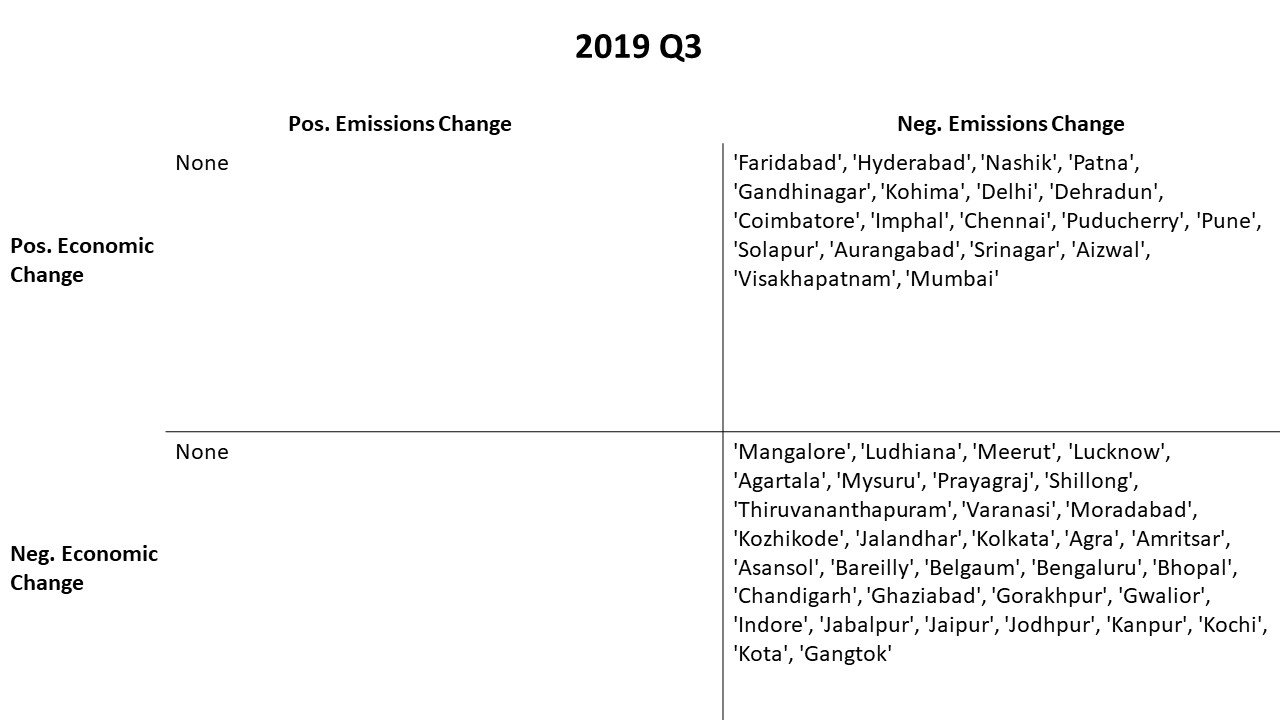 2019 Q3
Pos. Emissions Change
Neg. Emissions Change
Pos. Economic
Change
None
'Faridabad', 'Hyderabad', 'Nashik', 'Patna',
'Gandhinagar', 'Kohima', 'Delhi', 'Dehradun',
'Coimbatore', 'Imphal', 'Chennai', 'Puducherry', 'Pune',
'Solapur', 'Aurangabad', 'Srinagar', 'Aizwal',
'Visakhapatnam', 'Mumbai'
Neg. Economic
Change
None
'Mangalore', 'Ludhiana', 'Meerut', 'Lucknow',
'Agartala', 'Mysuru', 'Prayagraj', 'Shillong',
'Thiruvananthapuram', 'Varanasi', 'Moradabad',
'Kozhikode', 'Jalandhar', 'Kolkata', 'Agra', 'Amritsar',
'Asansol', 'Bareilly', 'Belgaum', 'Bengaluru', 'Bhopal',
'Chandigarh', 'Ghaziabad', 'Gorakhpur', 'Gwalior',
'Indore', 'Jabalpur', 'Jaipur', 'Jodhpur', 'Kanpur', 'Kochi',
'Kota', 'Gangtok'